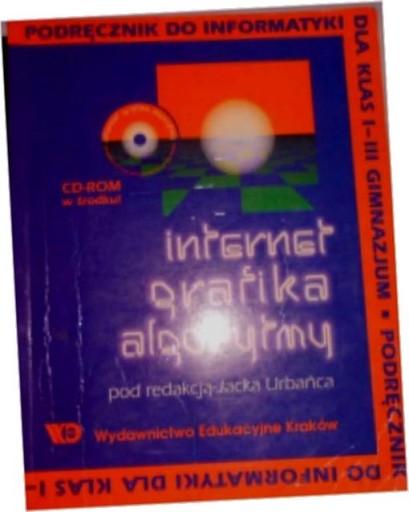 PODRĘCZNIK DO INFORMATYKI
DLA KLAS I-III GIMNAZJUM ▪ PODRĘCZNIK
DO INFORMATYKI DLA KLAS I-
CD-ROM
w środku!
internet
grafika
algorytmy
pod redakcją Jacka Urbańca
Wydawnictwo Edukacyjne Kraków